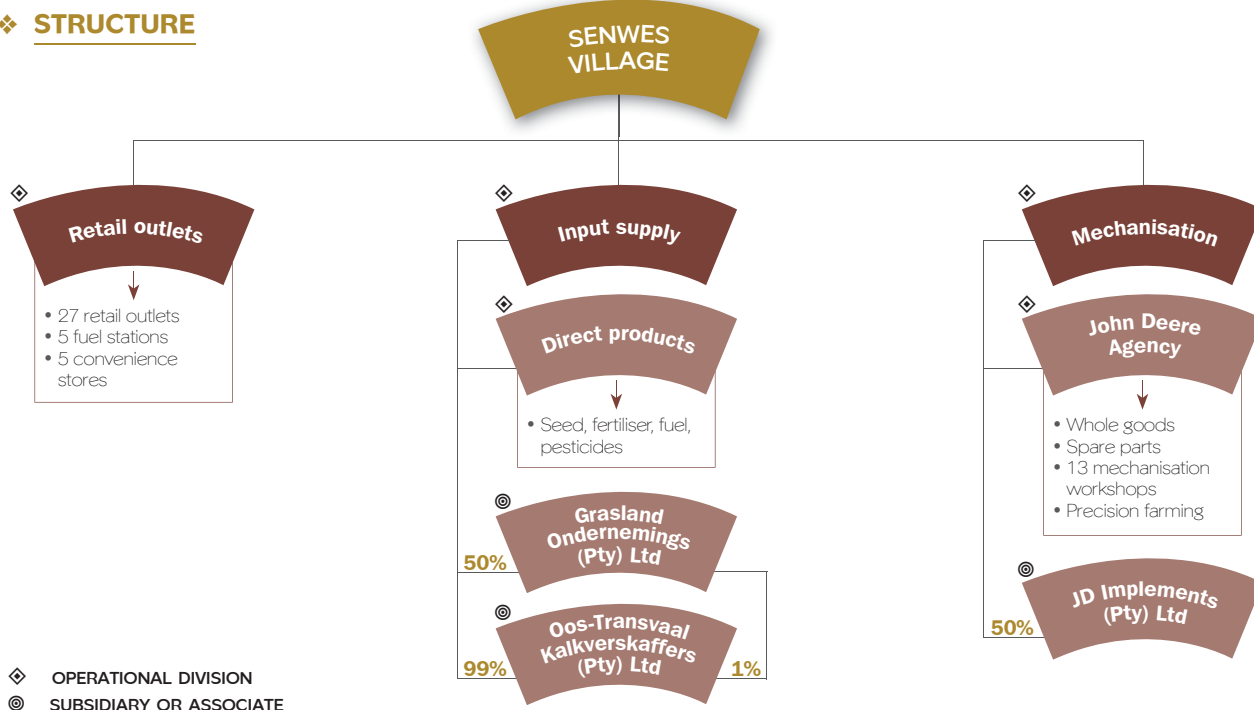 STRUCTURE
SENWES
VILLAGE
Retail outlets
• 27 retail outlets
• 5 fuel stations
• 5 convenience
stores
Input supply
Direct products
• Seed, fertiliser, fuel,
pesticides
Grasland
Ondernemings
(Pty) Ltd
50%
Oos-Transvaal
Kalkverskaffers
(Pty) Ltd
99%
1%
Mechanisation
John Deere
Agency
• Whole goods
• Spare parts
• 13 mechanisation
workshops
• Precision farming
JD Implements
(Pty) Ltd
50%
OPERATIONAL DIVISION
SUBSIDIARY OR ASSOCIATE